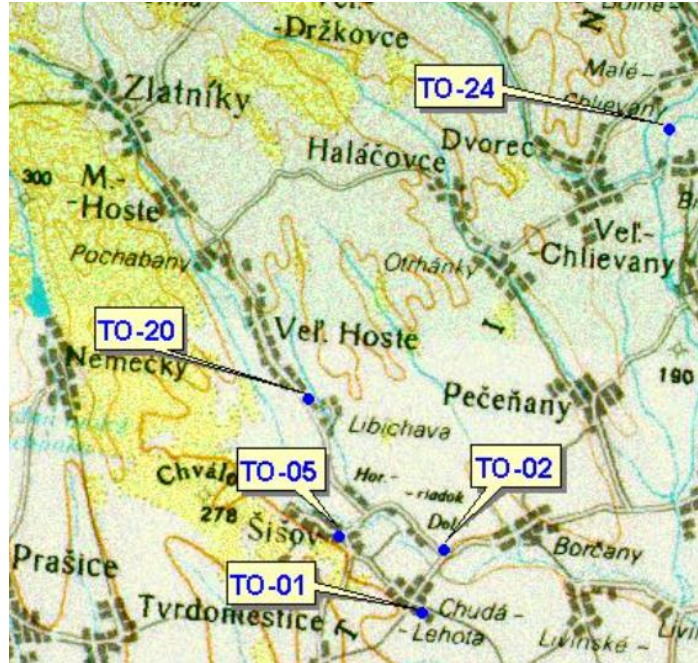 -Držkovce
N
Malé-
Chlievany
TO-24
Zlatníky
Dvorec
Haláčovce
300
M.-
-Hoste
Veľ.-
-Chlievany
Pochabany
Otrhánky
I
TO-20
Veľ. Hoste
Nemečky
190
Pečeňany
Libichava
Chválo
TO-05
TO-02
Hor.-
-riadok
Dol.
278
Šišov
Borčany
Prašice
TO-01
Tvrdomestice
T
Chudá-
-Lehota
Livinské-